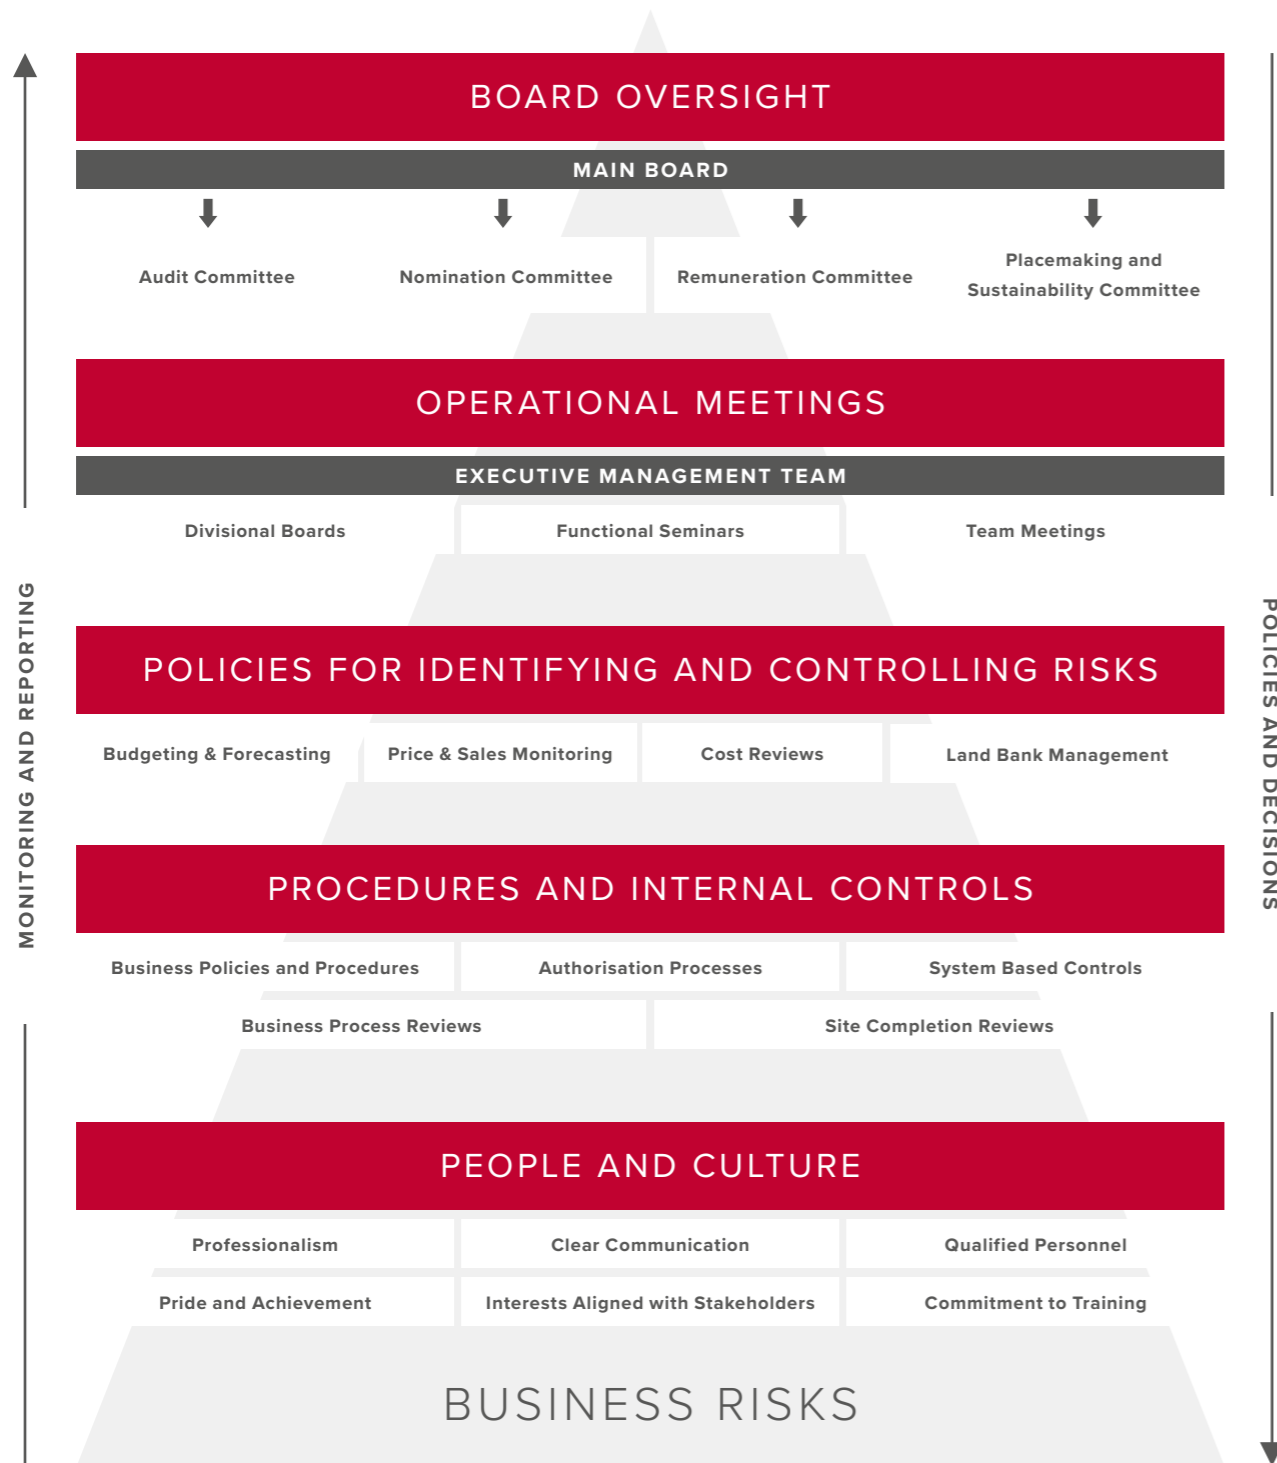 BOARD OVERSIGHT
MAIN BOARD
Audit Committee
Nomination Committee
Remuneration Committee
Placemaking and
Sustainability Committee
OPERATIONAL MEETINGS
EXECUTIVE MANAGEMENT TEAM
Divisional Boards
Functional Seminars
Team Meetings
MONITORING AND REPORTING
POLICIES AND DECISIONS
POLICIES FOR IDENTIFYING AND CONTROLLING RISKS
Budgeting & Forecasting
Price & Sales Monitoring
Cost Reviews
Land Bank Management
PROCEDURES AND INTERNAL CONTROLS
Business Policies and Procedures
Authorisation Processes
System Based Controls
Business Process Reviews
Site Completion Reviews
PEOPLE AND CULTURE
Professionalism
Clear Communication
Qualified Personnel
Pride and Achievement
Interests Aligned with Stakeholders
Commitment to Training
BUSINESS RISKS